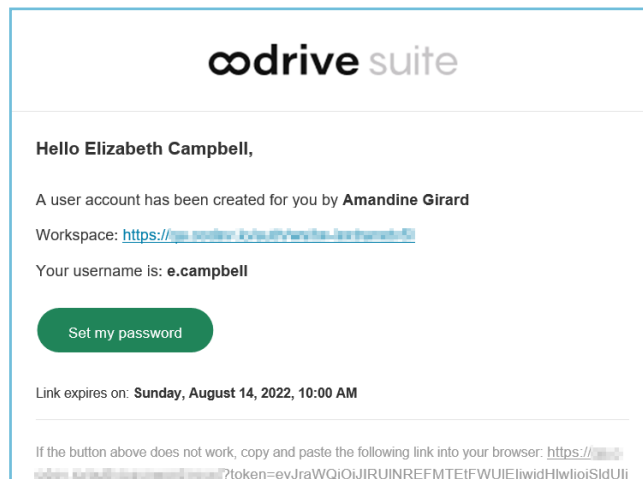 oodrive suite
Hello Elizabeth Campbell,
A user account has been created for you by Amandine Girard
Workspace: https://
Your username is: e.campbell
Set my password
Link expires on: Sunday, August 14, 2022, 10:00 AM
If the button above does not work, copy and paste the following link into your browser: https://